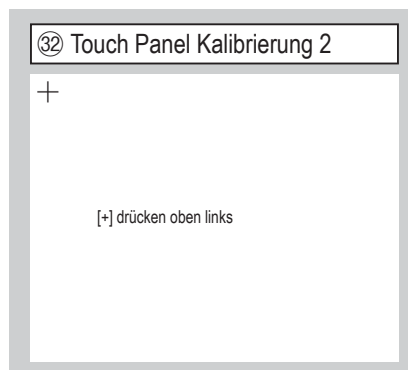 ㉜ Touch Panel Kalibrierung 2
+
[+] drücken oben links